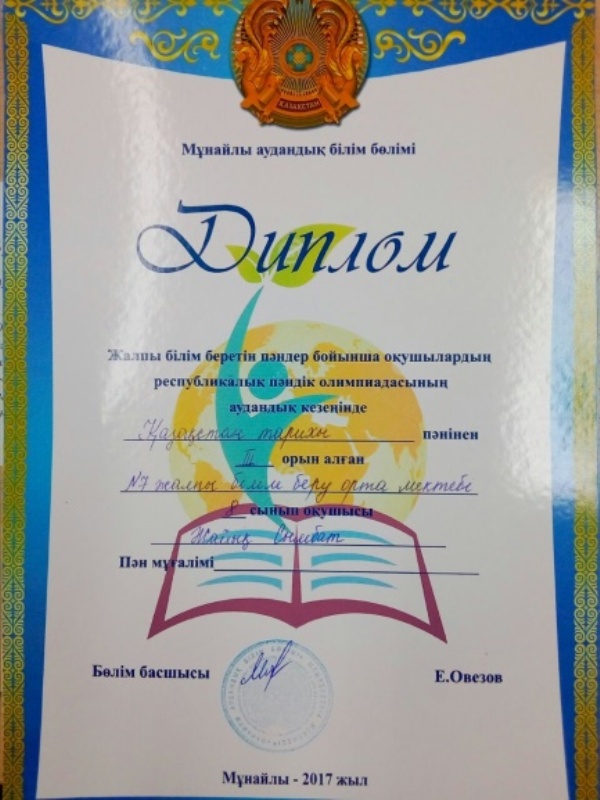 ҚАЗАҚСТАН
Мұнайлы аудандық білім бөлімі
Диплом
Жалпы білім беретін пәндер бойынша оқушылардың
республикалық пәндік олимпиадасының
аудандық кезеңінде
Қазақстан тарихы пәнінен
III орын алған
№7 жалпы білім беру орта мектебі
8 сынып оқушысы
Жайық Сымбат
Пән мұғалімі
Бөлім басшысы Е.Овезов
Мұнайлы - 2017 жыл